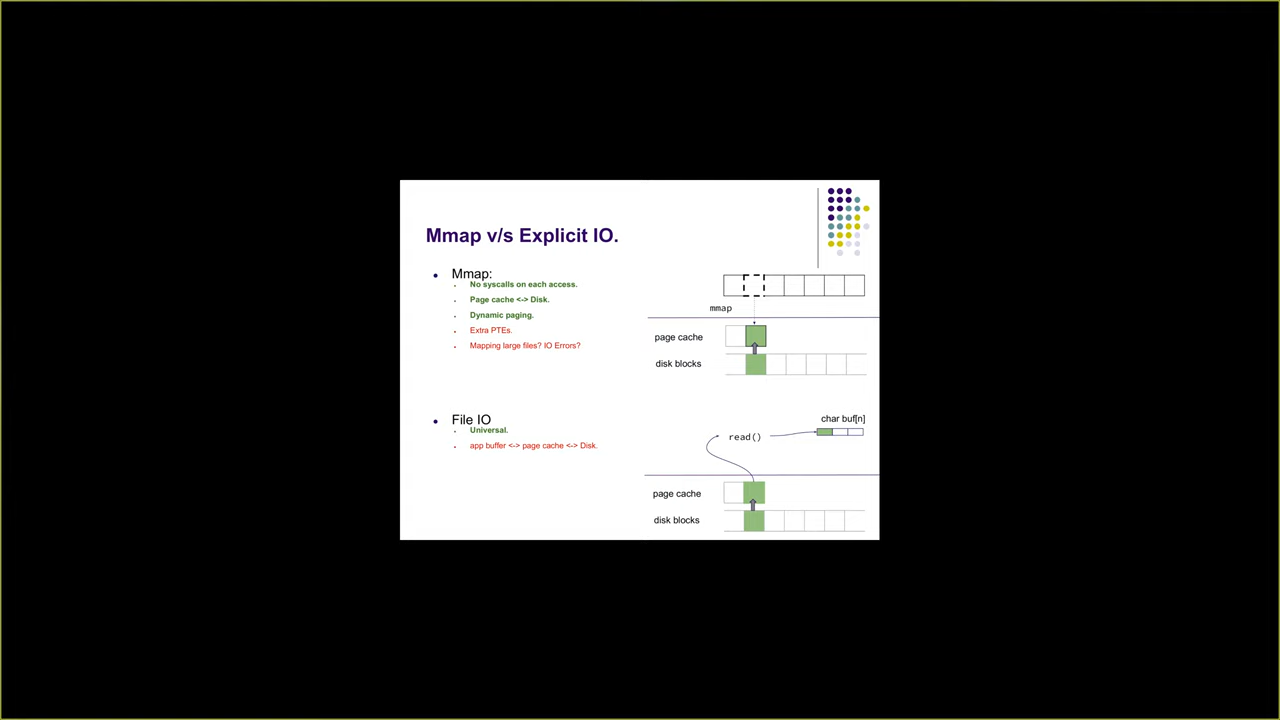 Mmap v/s Explicit IO.
Mmap:
No syscalls on each access.
Page cache <-> Disk.
Dynamic paging.
Extra PTEs.
Mapping large files? IO Errors?
mmap
page cache
disk blocks
File IO
Universal.
app buffer <-> page cache <-> Disk.
char buf[n]
read()
page cache
disk blocks